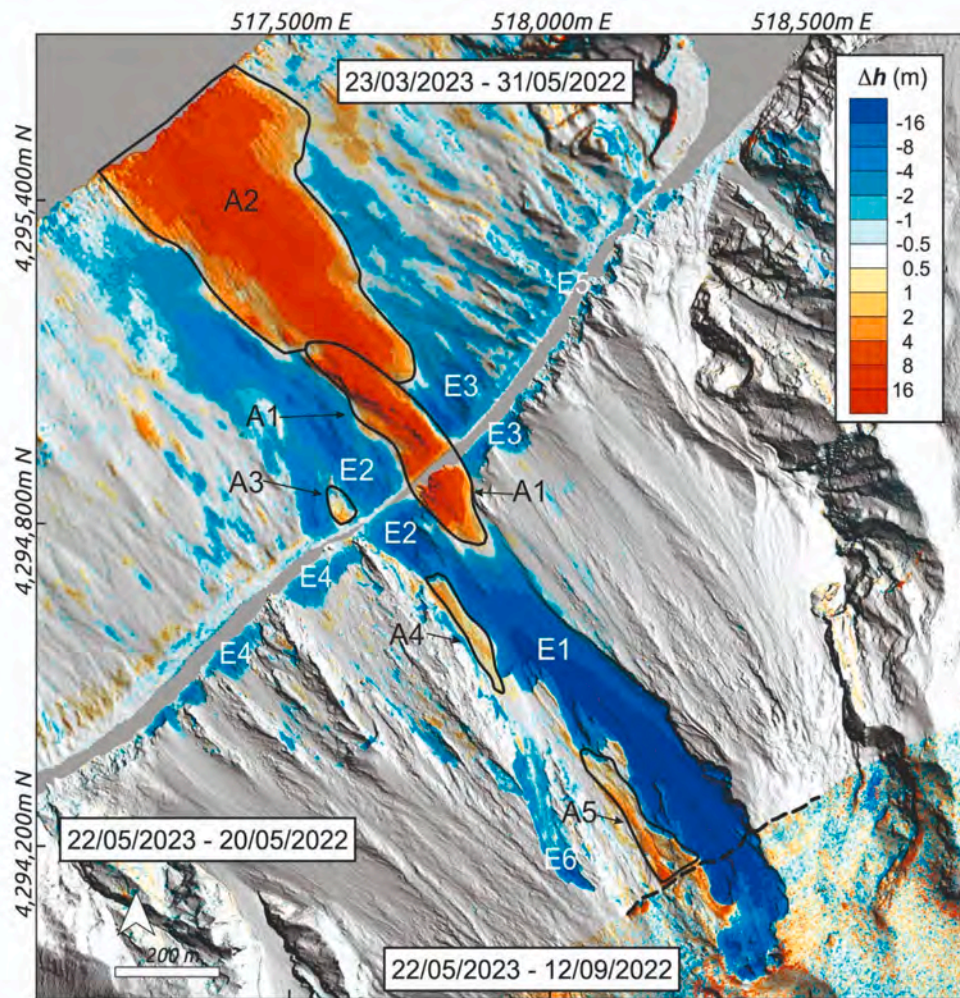 517,500m E
518,000m E
518,500m E
4,295,400m N
4,294,800m N
4,294,200m N
23/03/2023 - 31/05/2022
Δh (m)
-16
-8
-4
-2
-1
-0.5
0.5
1
2
4
8
16
A2
E5
E3
A1
E3
E2
A3
A1
E2
E4
A4
E1
E4
A5
22/05/2023 - 20/05/2022
E6
200 m
22/05/2023 - 12/09/2022